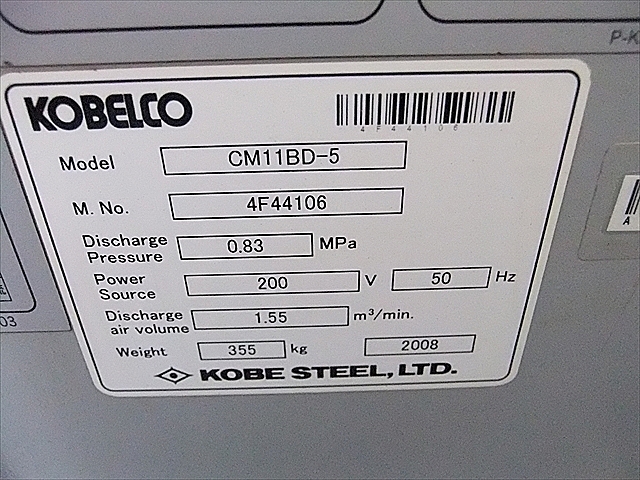 P-K
KOBELCO
4F44106
Model CM11BD-5
M. No. 4F44106
Discharge Pressure 0.83 MPa
Power Source 200 V 50 Hz
Discharge air volume 1.55 m³/min.
Weight 355 kg 2008
KOBE STEEL, LTD.
03
A